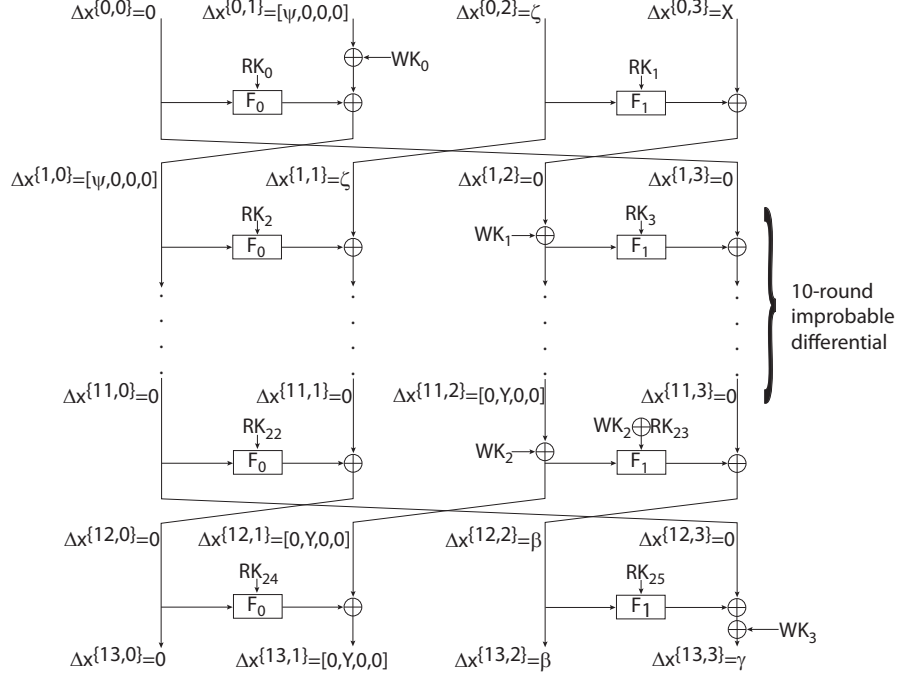 Δx{0,0}=0 Δx{0,1}=[ψ,0,0,0] Δx{0,2}=ζ Δx{0,3}=X
WK0
RK0 RK1
F0 F1
Δx{1,0}=[ψ,0,0,0] Δx{1,1}=ζ Δx{1,2}=0 Δx{1,3}=0
RK2 RK3
WK1
F0 F1
10-round
improbable
differential
Δx{11,0}=0 Δx{11,1}=0 Δx{11,2}=[0,Y,0,0] Δx{11,3}=0
RK22 WK2 RK23
WK2
F0 F1
Δx{12,0}=0 Δx{12,1}=[0,Y,0,0] Δx{12,2}=β Δx{12,3}=0
RK24 RK25
F0 F1
WK3
Δx{13,0}=0 Δx{13,1}=[0,Y,0,0] Δx{13,2}=β Δx{13,3}=γ